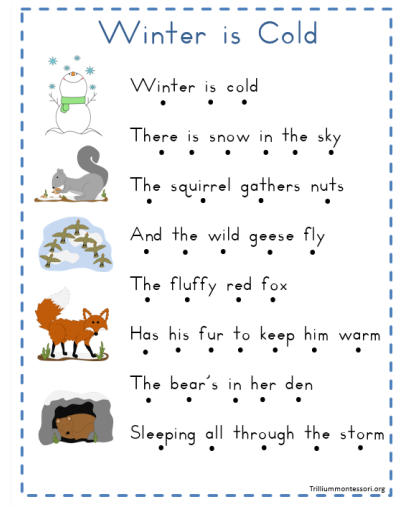 Winter is Cold
Winter is cold
There is snow in the sky
The squirrel gathers nuts
And the wild geese fly
The fluffy red fox
Has his fur to keep him warm
The bear's in her den
Sleeping all through the storm
Trilliummontessori.org